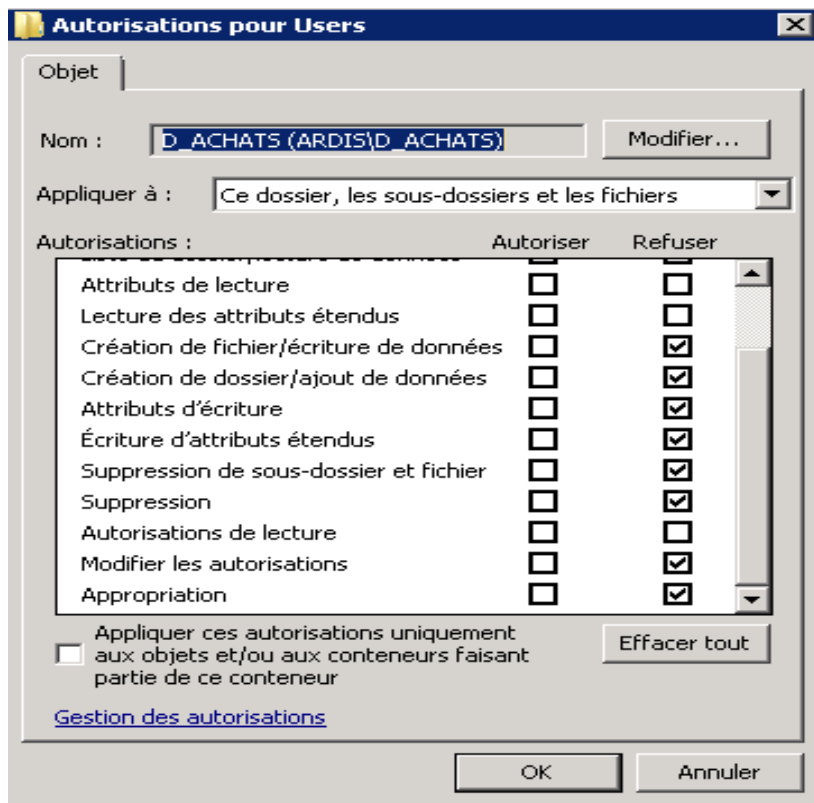 Autorisations pour Users
Objet
Nom : D_ACHATS (ARDIS\D_ACHATS) Modifier...
Appliquer à : Ce dossier, les sous-dossiers et les fichiers
Autorisations : Autoriser Refuser
Attributs de lecture
Lecture des attributs étendus
Création de fichier/écriture de données
Création de dossier/ajout de données
Attributs d'écriture
Écriture d'attributs étendus
Suppression de sous-dossier et fichier
Suppression
Autorisations de lecture
Modifier les autorisations
Appropriation
Appliquer ces autorisations uniquement
aux objets et/ou aux conteneurs faisant
partie de ce conteneur
Effacer tout
Gestion des autorisations
OK Annuler